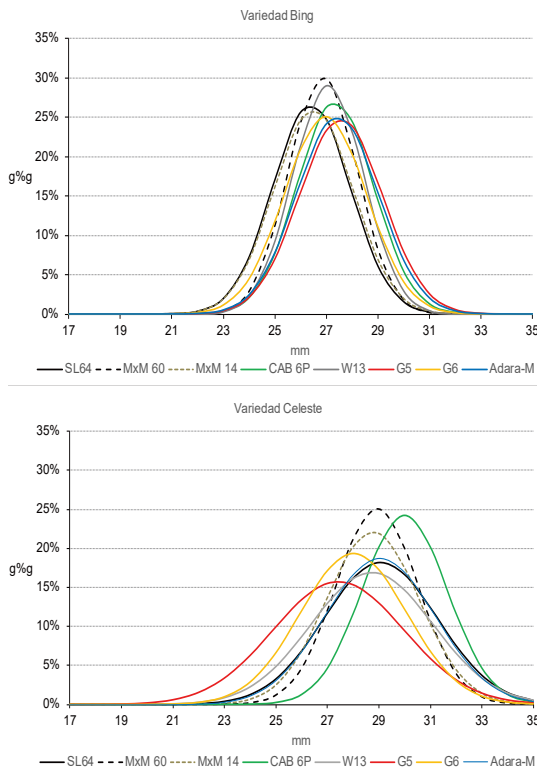 Variedad Bing
35%
30%
25%
20%
g%g
15%
10%
5%
0%
17 19 21 23 25 27 29 31 33 35
mm
SL64 MxM 60 MxM 14 CAB 6P W13 G5 G6 Adara-M
Variedad Celeste
35%
30%
25%
20%
g%g
15%
10%
5%
0%
17 19 21 23 25 27 29 31 33 35
mm
SL64 MxM 60 MxM 14 CAB 6P W13 G5 G6 Adara-M